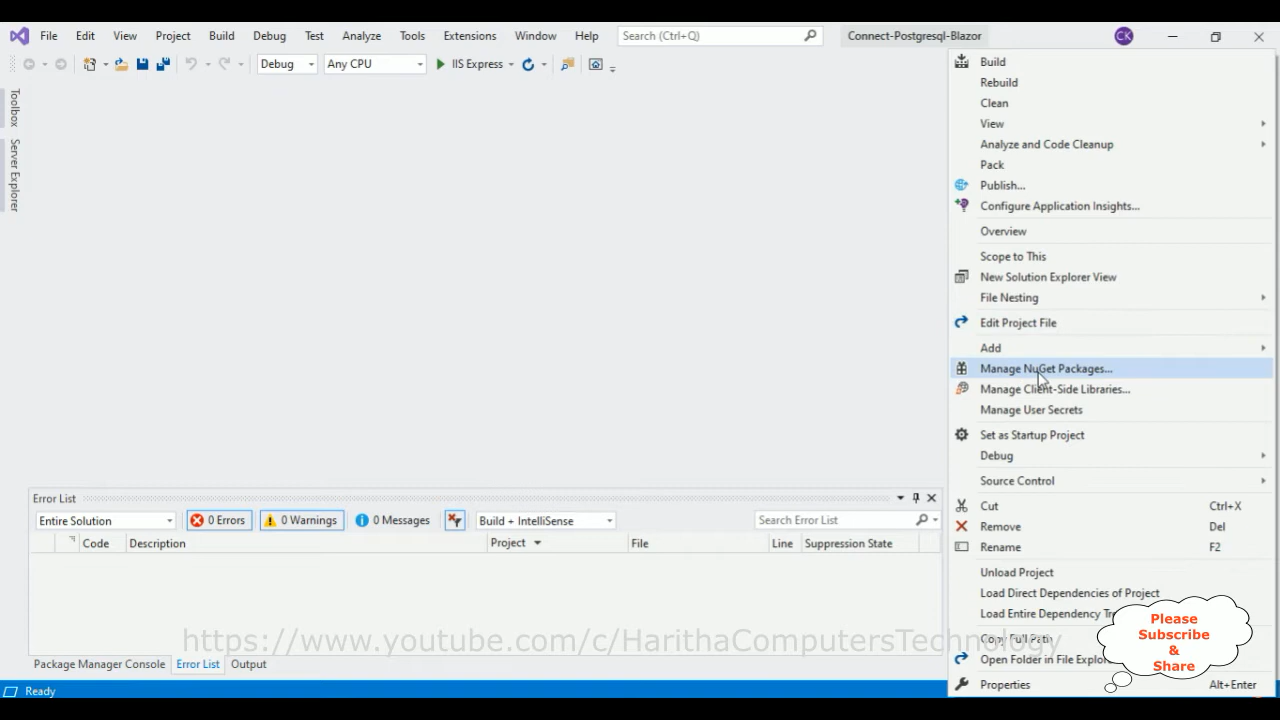 File Edit View Project Build Debug Test Analyze Tools Extensions Window Help Search (Ctrl+Q) Connect-Postgresql-Blazor CK
Debug Any CPU IIS Express
Toolbox
Server Explorer
Build
Rebuild
Clean
View
Analyze and Code Cleanup
Pack
Publish...
Configure Application Insights...
Overview
Scope to This
New Solution Explorer View
File Nesting
Edit Project File
Add
Manage NuGet Packages...
Manage Client-Side Libraries...
Manage User Secrets
Set as Startup Project
Debug
Source Control
Cut Ctrl+X
Remove Del
Rename F2
Unload Project
Load Direct Dependencies of Project
Load Entire Dependency
Copy Full Path
Open Folder in File
Properties Alt+Enter
Error List
Entire Solution 0 Errors 0 Warnings 0 Messages Build + IntelliSense Search Error List
Code Description Project File Line Suppression State
https://www.youtube.com/c/HarithaComputersTechnology
Please
Subscribe
&
Share
Package Manager Console Error List Output
Ready